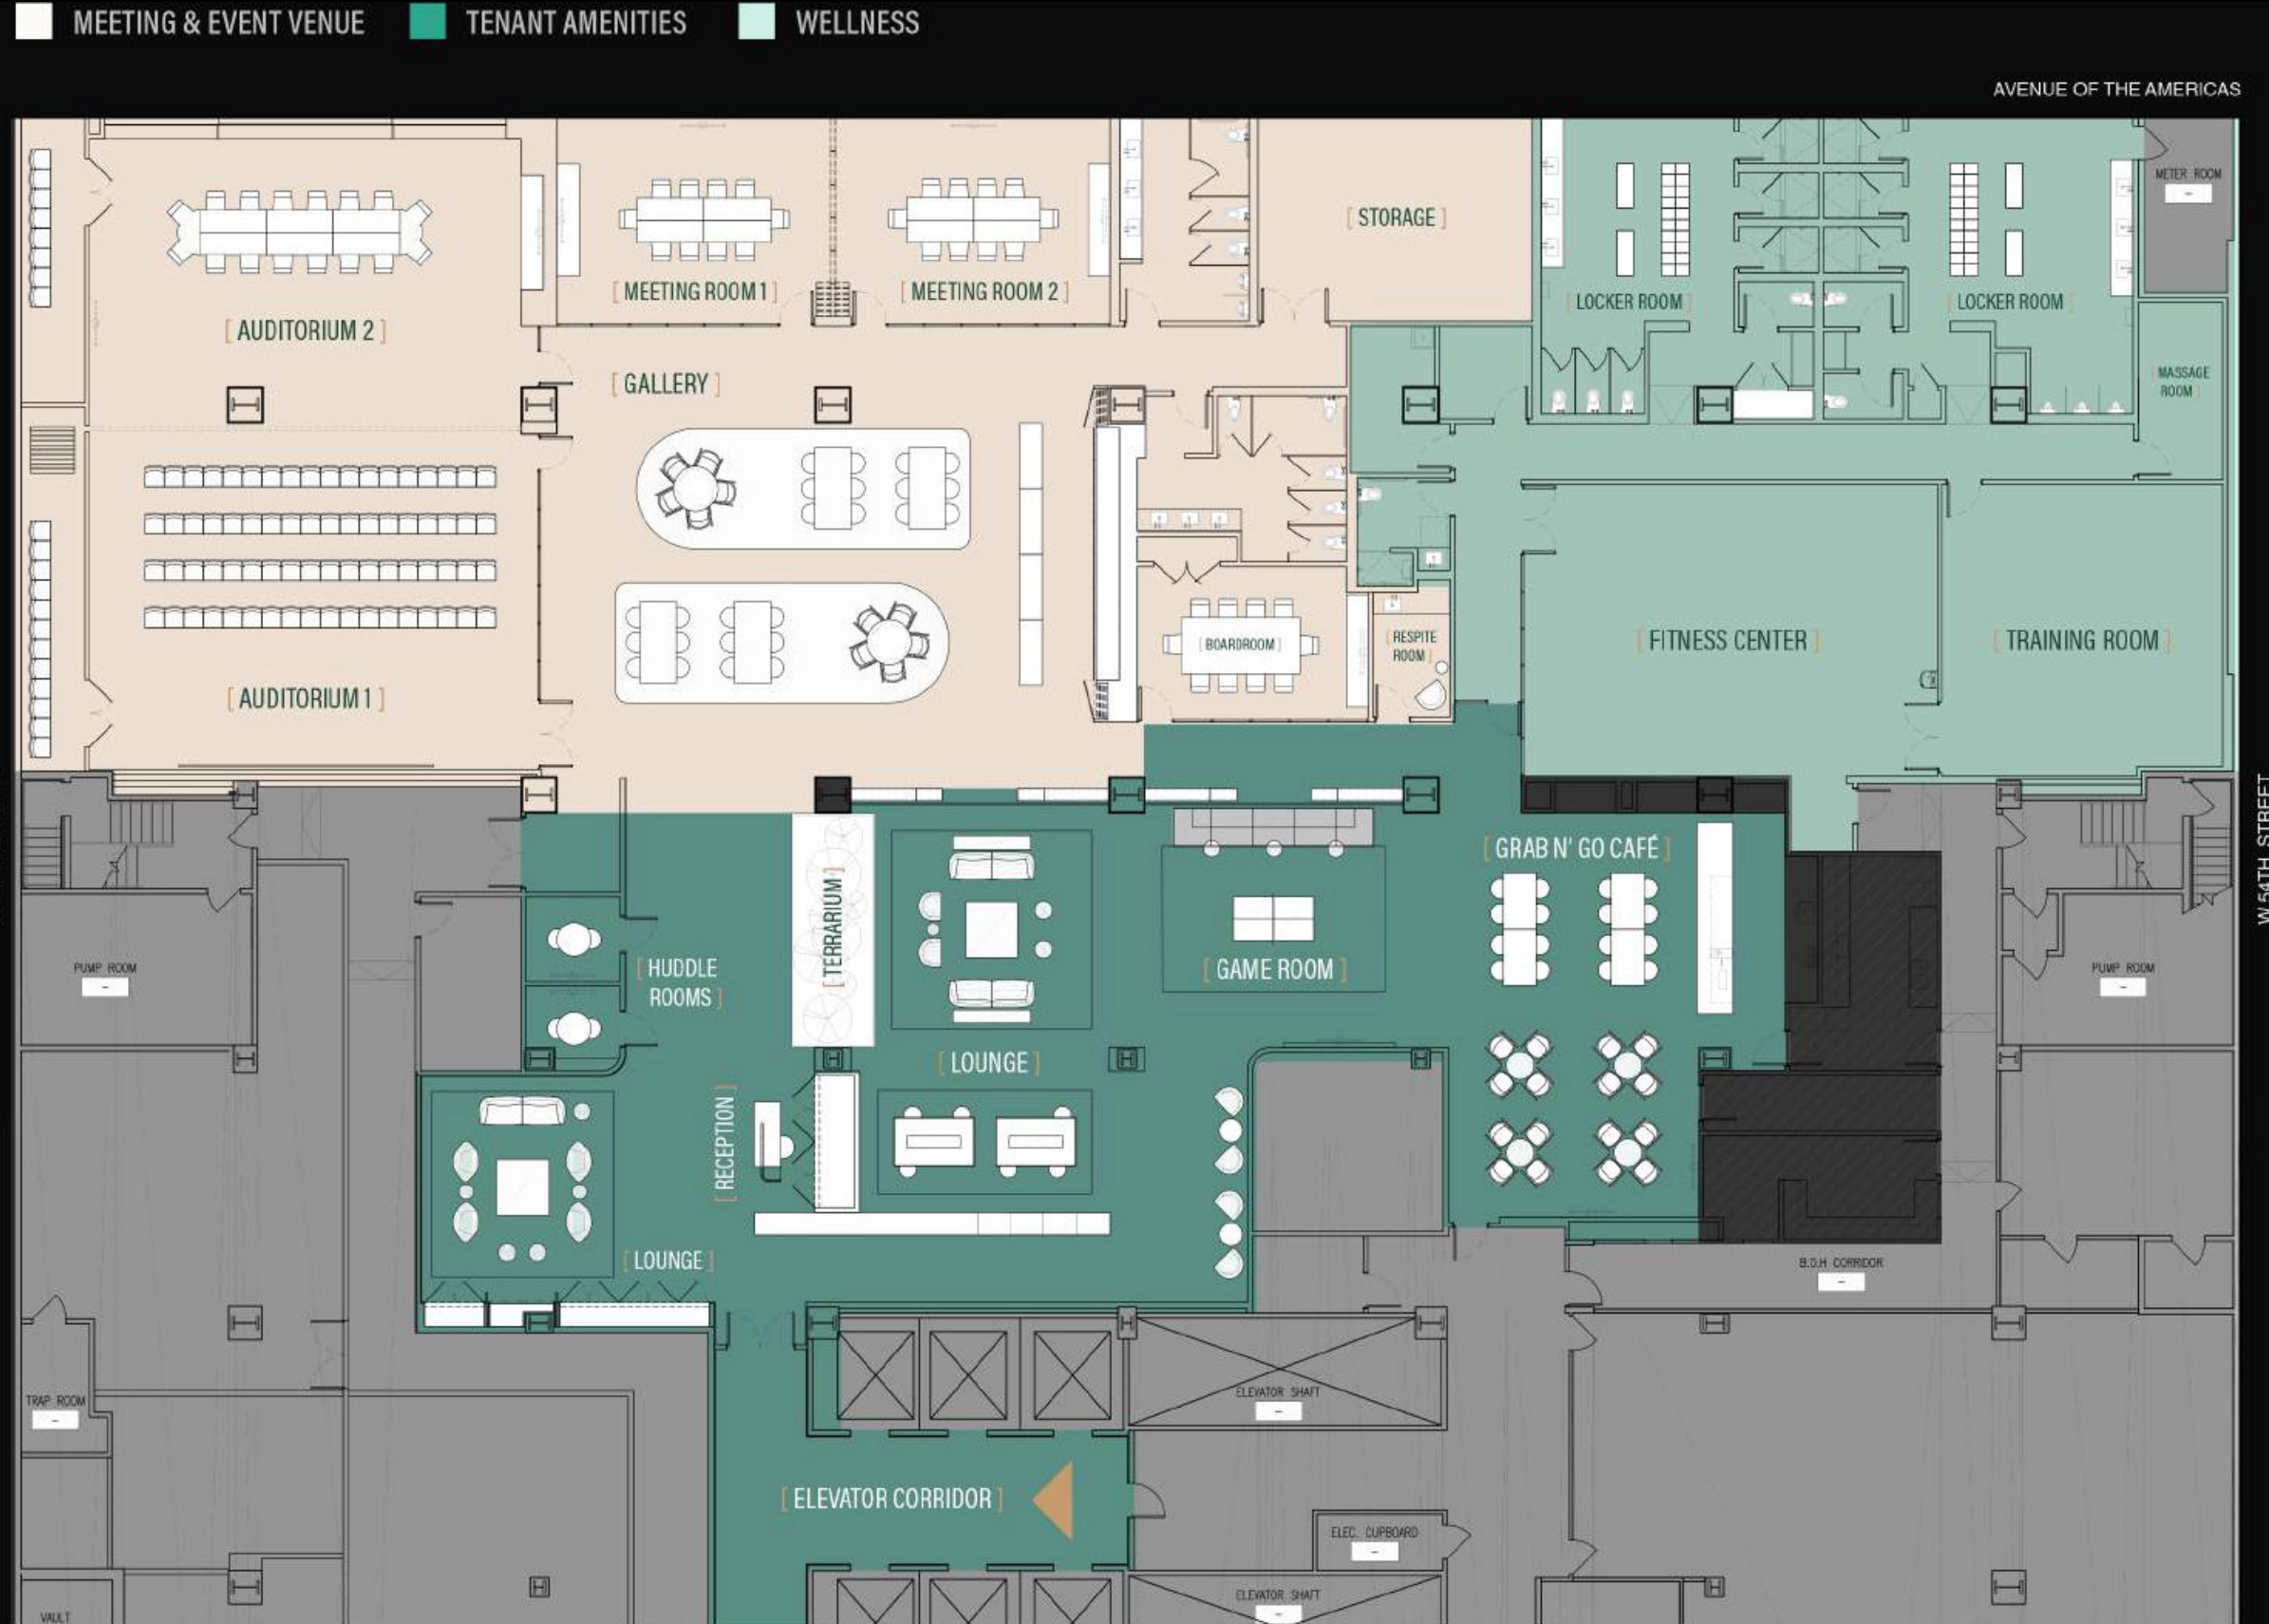 MEETING & EVENT VENUE
TENANT AMENITIES
WELLNESS
AVENUE OF THE AMERICAS
METER ROOM
-
[ STORAGE ]
[ MEETING ROOM 1 ]
[ MEETING ROOM 2 ]
[ LOCKER ROOM ]
[ LOCKER ROOM ]
[ AUDITORIUM 2 ]
[ GALLERY ]
[ MASSAGE
ROOM ]
[ BOARDROOM ]
[ RESPITE
ROOM ]
[ FITNESS CENTER ]
[ TRAINING ROOM ]
[ AUDITORIUM 1 ]
W 54TH STREET
[ GRAB N' GO CAFÉ ]
[ TERRARIUM ]
PUMP ROOM
-
[ HUDDLE
ROOMS ]
[ GAME ROOM ]
PUMP ROOM
-
[ LOUNGE ]
[ RECEPTION ]
[ LOUNGE ]
B.O.H CORRIDOR
-
TRAP ROOM
-
ELEVATOR SHAFT
-
[ ELEVATOR CORRIDOR ]
ELEC. CUPBOARD
-
ELEVATOR SHAFT
-
VAULT